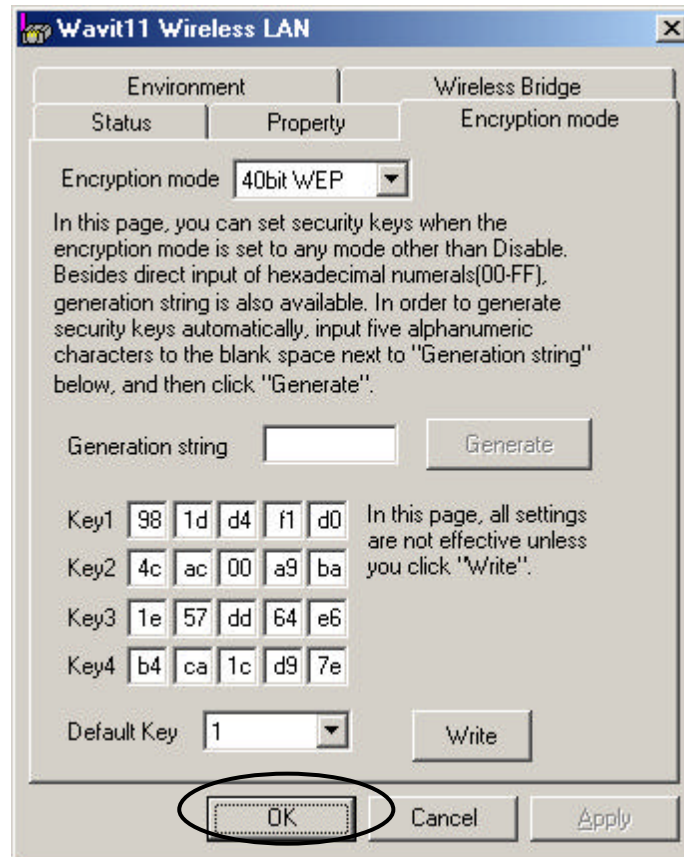 Wavit11 Wireless LAN
Environment Wireless Bridge
Status Property Encryption mode
Encryption mode 40bit WEP
In this page, you can set security keys when the
encryption mode is set to any mode other than Disable.
Besides direct input of hexadecimal numerals(00-FF),
generation string is also available. In order to generate
security keys automatically, input five alphanumeric
characters to the blank space next to "Generation string"
below, and then click "Generate".
Generation string Generate
Key1 98 1d d4 f1 d0
Key2 4c ac 00 a9 ba
Key3 1e 57 dd 64 e6
Key4 b4 ca 1c d9 7e
In this page, all settings
are not effective unless
you click "Write".
Default Key 1 Write
OK Cancel Apply